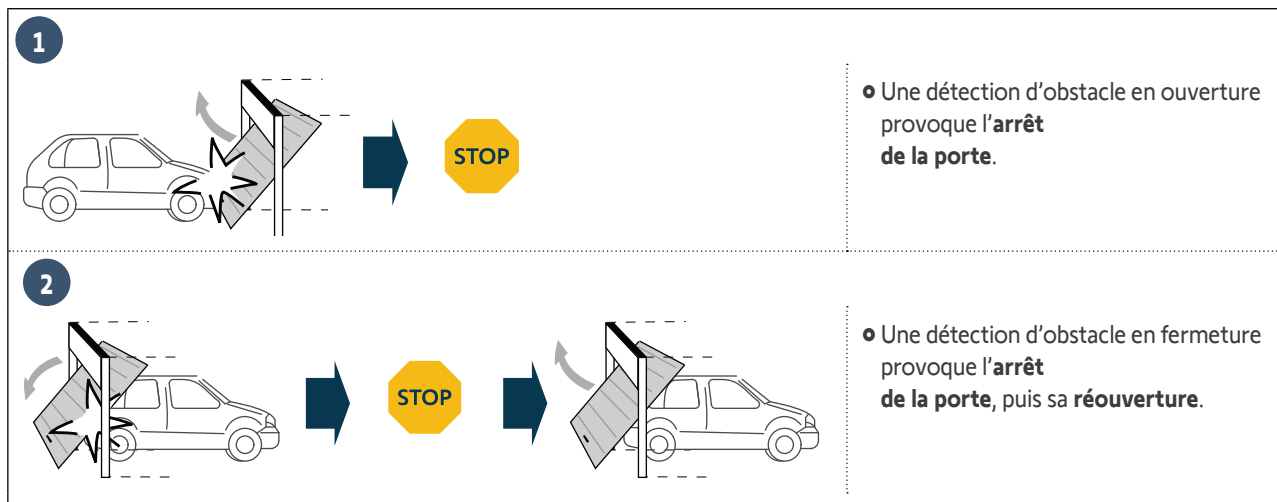 1
STOP
Une détection d'obstacle en ouverture
provoque l'arrêt
de la porte.
2
STOP
Une détection d'obstacle en fermeture
provoque l'arrêt
de la porte, puis sa réouverture.